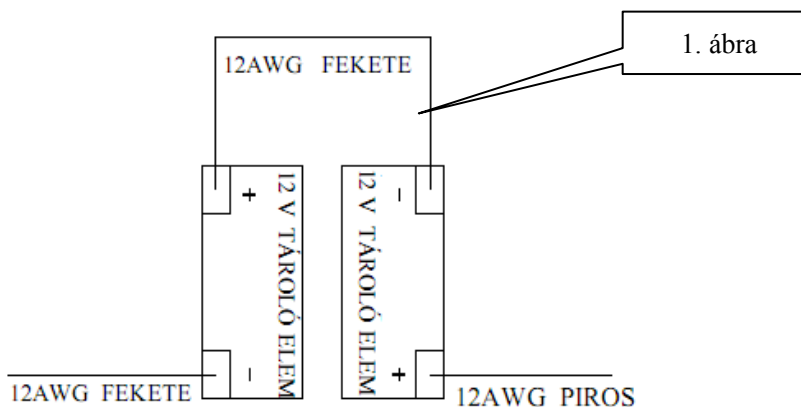 1. ábra
12AWG FEKETE
+
12 V TÁROLÓ ELEM
-
12 V TÁROLÓ ELEM
-
+
12AWG FEKETE
12AWG PIROS